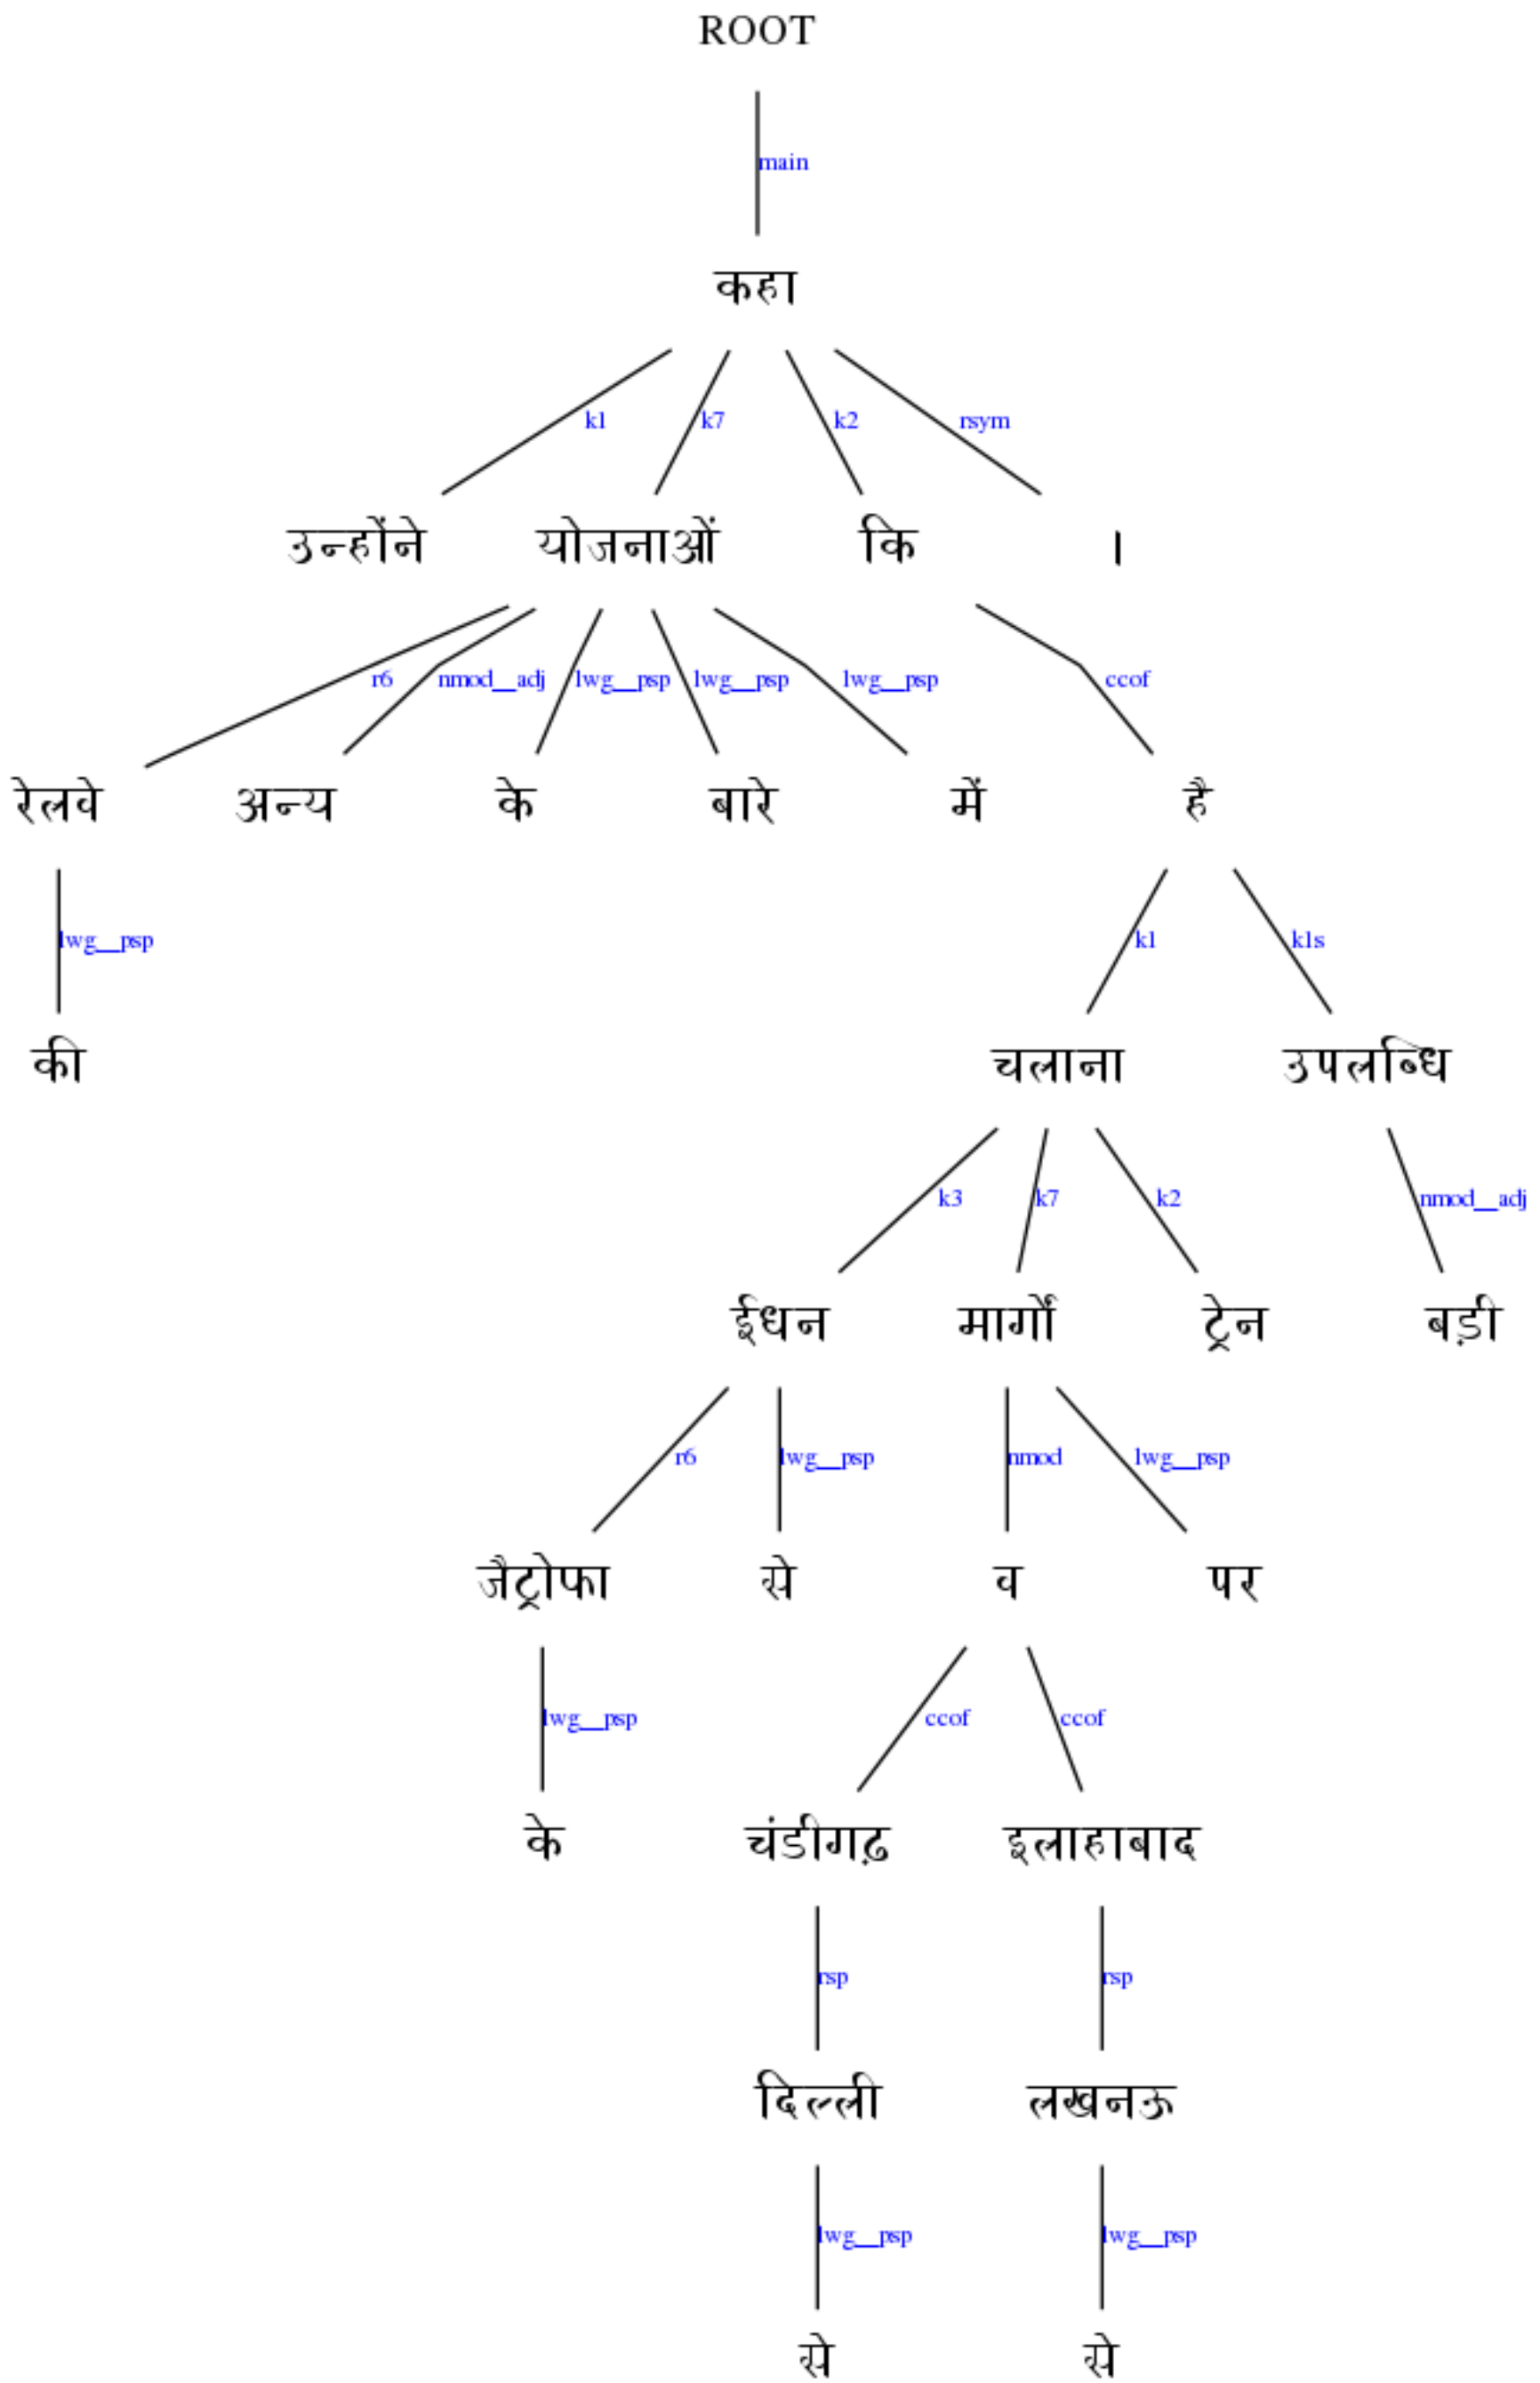 ROOT
main
कहा
k1 k7 k2 rsym
उन्होंने योजनाओं कि ।
r6 nmod__adj lwg__psp lwg__psp lwg__psp ccof
रेलवे अन्य के बारे में है
lwg__psp k1 k1s
की चलाना उपलब्धि
k3 k7 k2 nmod__adj
ईधन मार्गों ट्रेन बड़ी
r6 lwg__psp nmod lwg__psp
जैट्रोफा से व पर
lwg__psp ccof ccof
के चंडीगढ़ इलाहाबाद
rsp rsp
दिल्ली लखनऊ
lwg__psp lwg__psp
से से